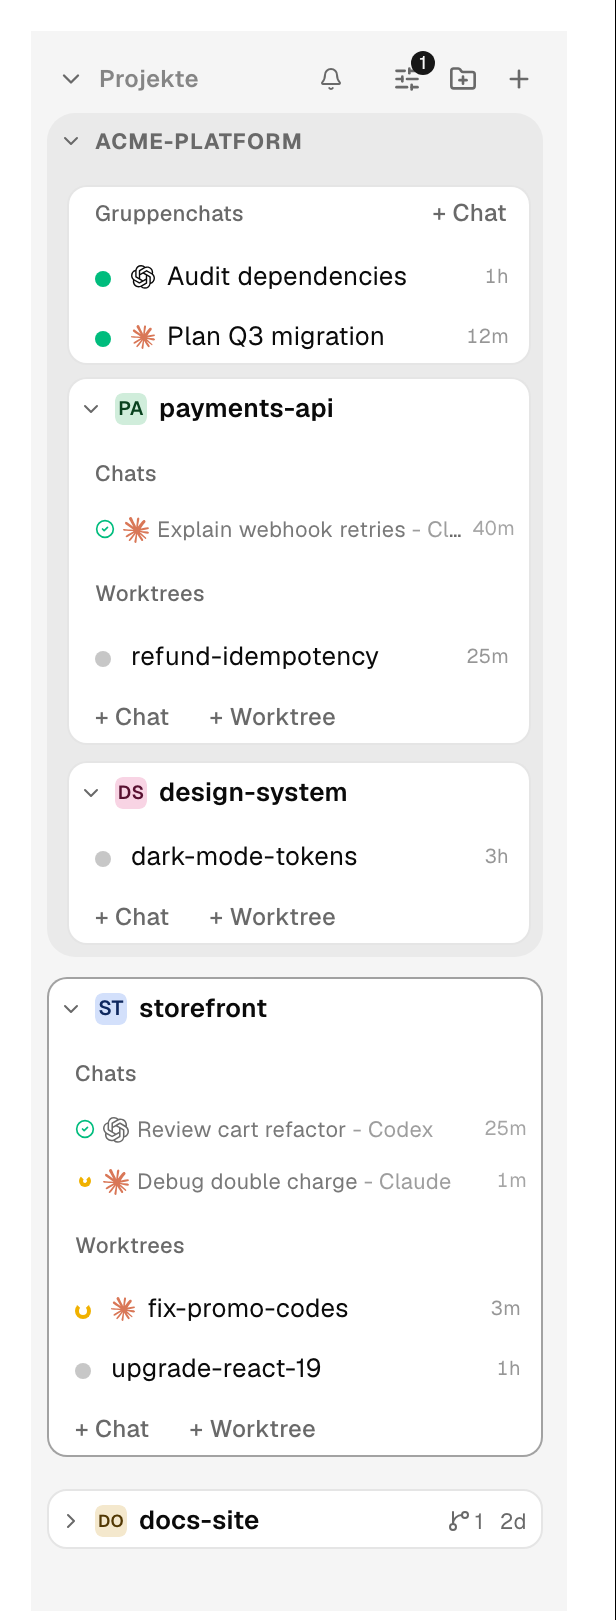 Projekte 1
ACME-PLATFORM
Gruppenchats + Chat
Audit dependencies 1h
Plan Q3 migration 12m
PA payments-api
Chats
Explain webhook retries - Cl... 40m
Worktrees
refund-idempotency 25m
+ Chat + Worktree
DS design-system
dark-mode-tokens 3h
+ Chat + Worktree
ST storefront
Chats
Review cart refactor - Codex 25m
Debug double charge - Claude 1m
Worktrees
fix-promo-codes 3m
upgrade-react-19 1h
+ Chat + Worktree
DO docs-site 1 2d